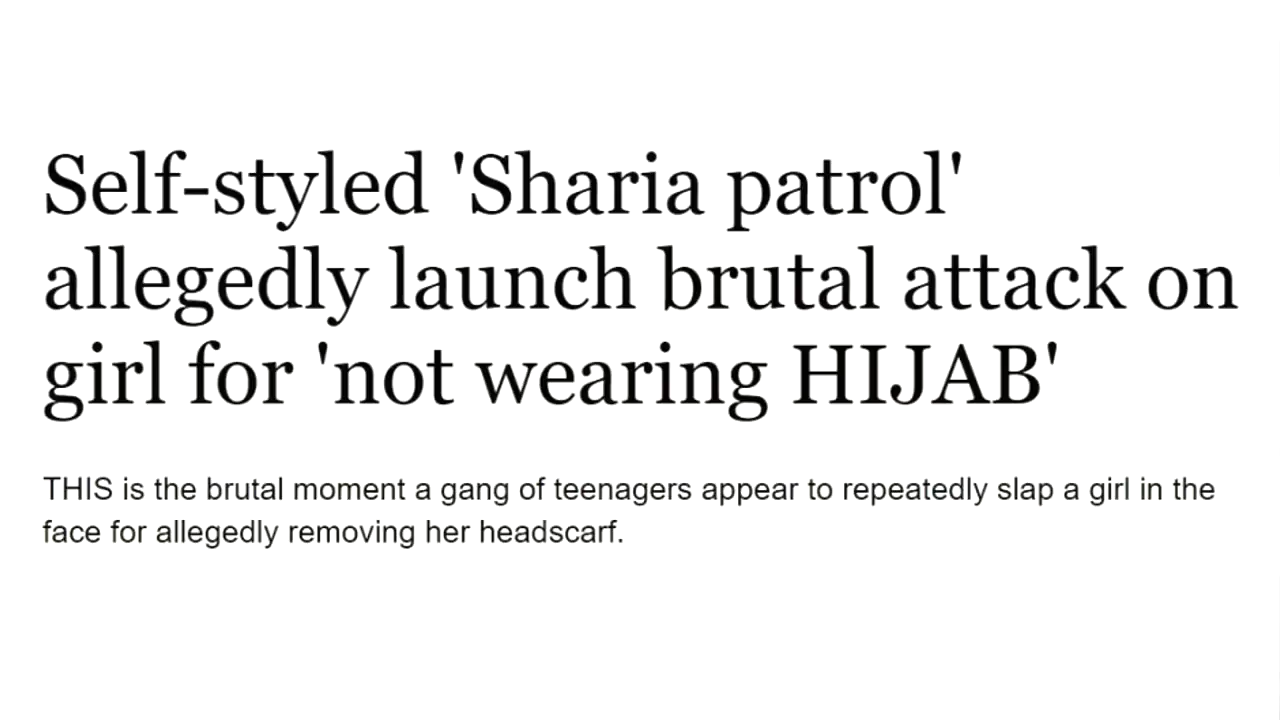 Self-styled 'Sharia patrol'
allegedly launch brutal attack on
girl for 'not wearing HIJAB'
THIS is the brutal moment a gang of teenagers appear to repeatedly slap a girl in the
face for allegedly removing her headscarf.